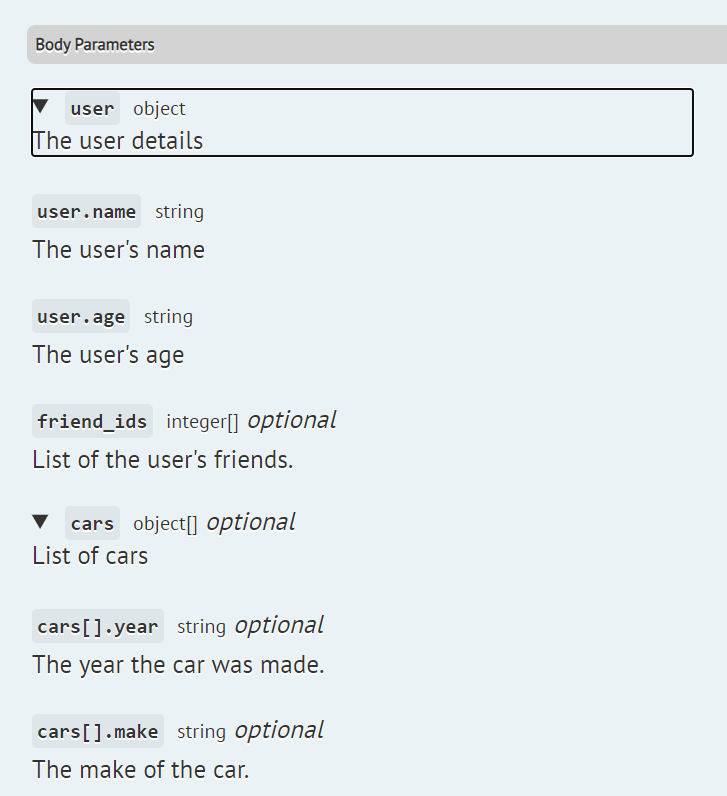 Body Parameters
user object
The user details
user.name string
The user's name
user.age string
The user's age
friend_ids integer[] optional
List of the user's friends.
cars object[] optional
List of cars
cars[].year string optional
The year the car was made.
cars[].make string optional
The make of the car.